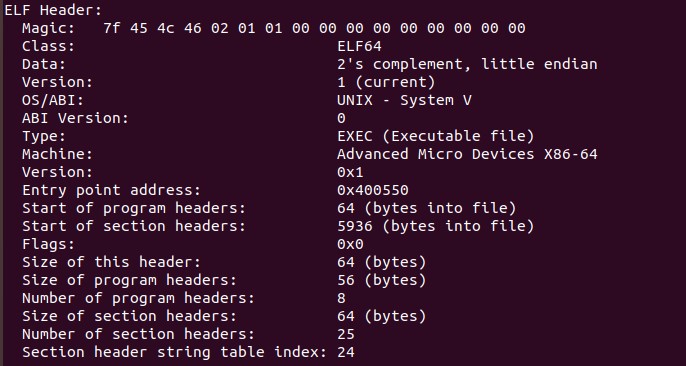 ELF Header:
Magic: 7f 45 4c 46 02 01 01 00 00 00 00 00 00 00 00 00
Class: ELF64
Data: 2's complement, little endian
Version: 1 (current)
OS/ABI: UNIX - System V
ABI Version: 0
Type: EXEC (Executable file)
Machine: Advanced Micro Devices X86-64
Version: 0x1
Entry point address: 0x400550
Start of program headers: 64 (bytes into file)
Start of section headers: 5936 (bytes into file)
Flags: 0x0
Size of this header: 64 (bytes)
Size of program headers: 56 (bytes)
Number of program headers: 8
Size of section headers: 64 (bytes)
Number of section headers: 25
Section header string table index: 24